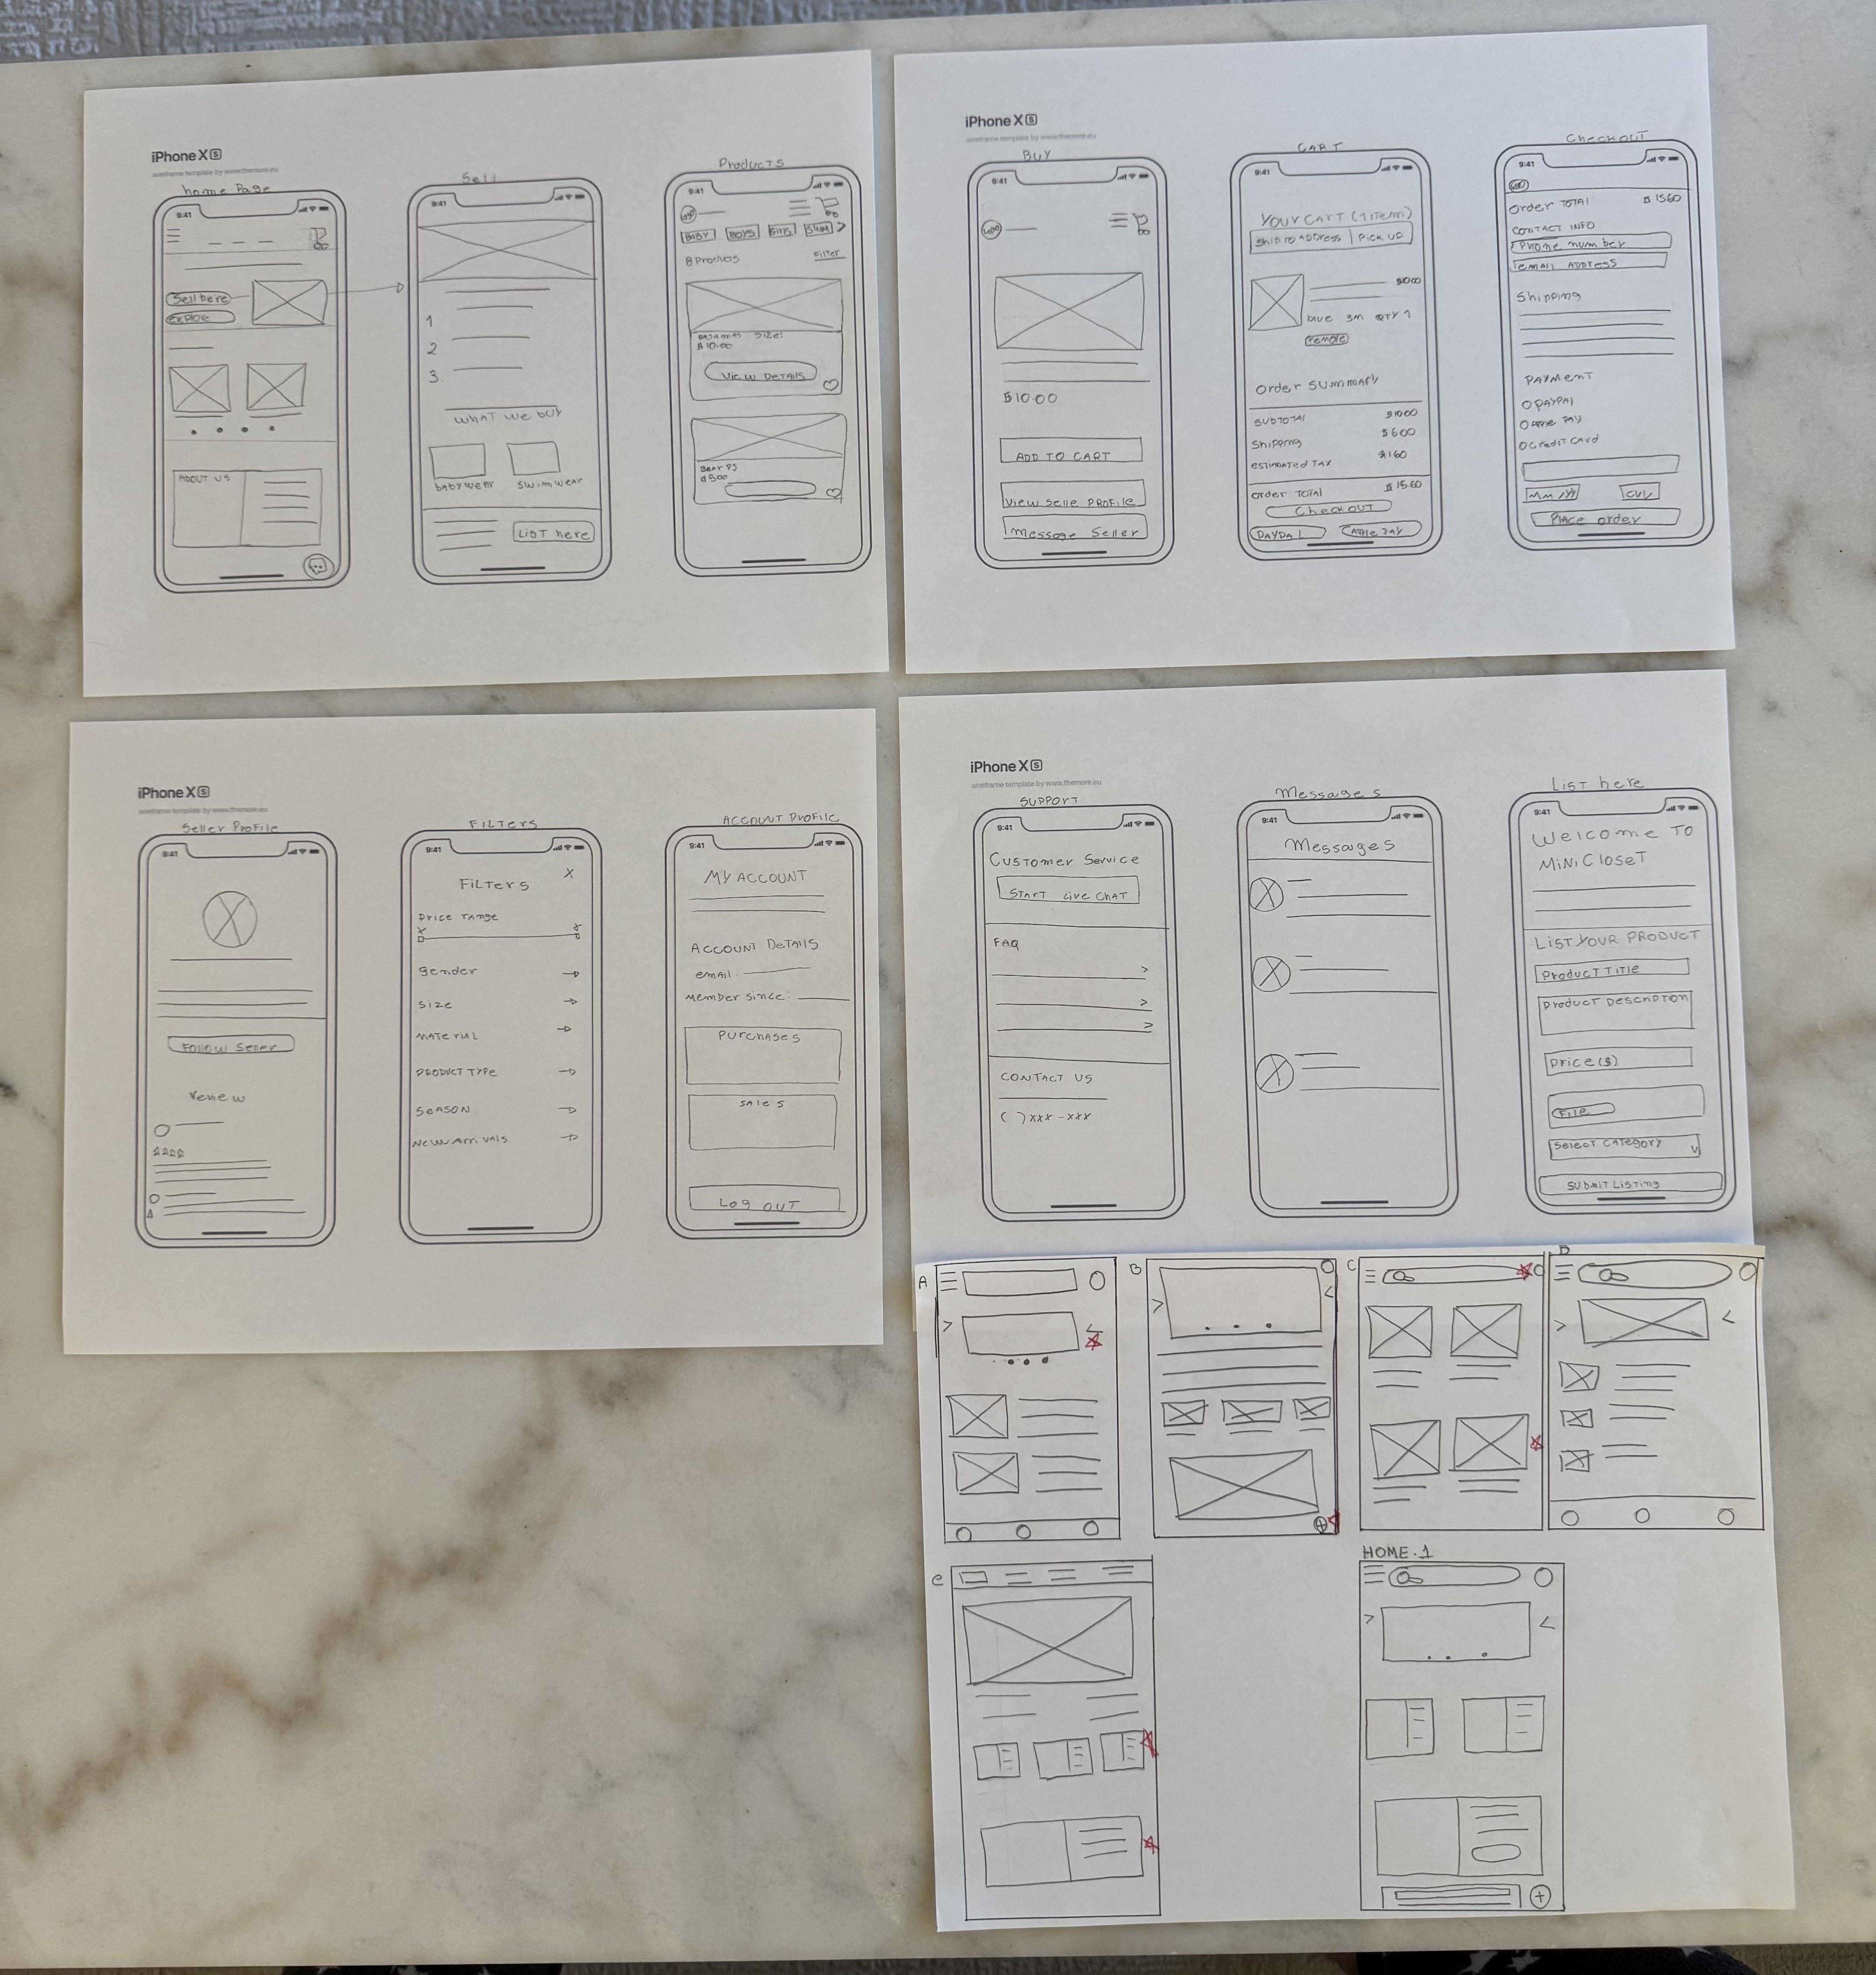 iPhone X S
wireframe template by www.themore.eu
home Page
9:41
Sell here
explore
ABOUT US
Sell
9:41
1
2
3.
WHAT we buy
babywear
Swimwear
LIST here
Products
9:41
LOGO
BABY
BOYS
GIRLS
SWIM >
8 Products
Filter
PAJAMAS SIZE:
$10.00
VIEW DETAILS
$5.00
iPhone X S
wireframe template by www.themore.eu
BUY
9:41
LOGO
$10.00
ADD TO CART
View Selle PROFILE
Message Seller
CART
9:41
YOUR CART (1 ITEM)
Ship TO ADDRESS | PICK UP
$10.00
blue 3m QTY 1
remove
Order SUMMARY
SUBTOTAL $10.00
Shipping $6.00
ESTIMATED TAX
Order TOTAL $15.60
CheckOUT
PAYPAL
APPLE PAY
CheckOUT
9:41
LOGO
Order TOTAL: $15.60
CONTACT INFO
Phone number
EMAIL ADDress
Shipping
PAYMENT
O PAYPAL
O APPLE PAY
O Credit Card
MM/YY
CVV
PLACE order
iPhone X S
wireframe template by www.themore.eu
Seller PROFILE
9:41
FOLLOW Seller
review
FILTERS
9:41
FILTERS
X
Price range
gender
SIZE
MATERIAL
PRODUCT TYPE
SEASON
New Arrivals
ACCOUNT ProFILE
9:41
MY ACCOUNT
ACCOUNT DETAILS
email:
Member since:
PURCHASES
SALES
LOG OUT
iPhone X S
wireframe template by www.themore.eu
SUPPORT
9:41
CUSTOMER Service
START LIVE CHAT
FAQ
CONTACT US
( ) xxx-xxx
Messages
9:41
Messages
LIST here
9:41
Welcome TO
MiNi CloseT
LIST YOUR PRODUCT
PRODUCT TITLE
PRODUCT DESCRIPTION
Price($)
FILE
Select CATEGORY
SUBMIT LISTING
A
B
C
D
e
HOME.1